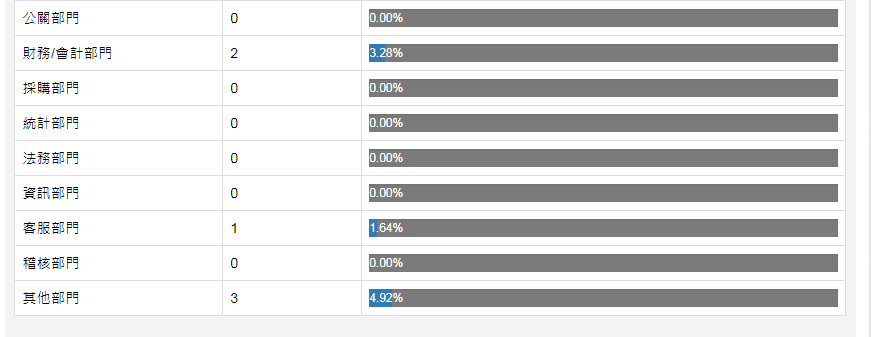 公關部門 0 0.00%
財務/會計部門 2 3.28%
採購部門 0 0.00%
統計部門 0 0.00%
法務部門 0 0.00%
資訊部門 0 0.00%
客服部門 1 1.64%
稽核部門 0 0.00%
其他部門 3 4.92%